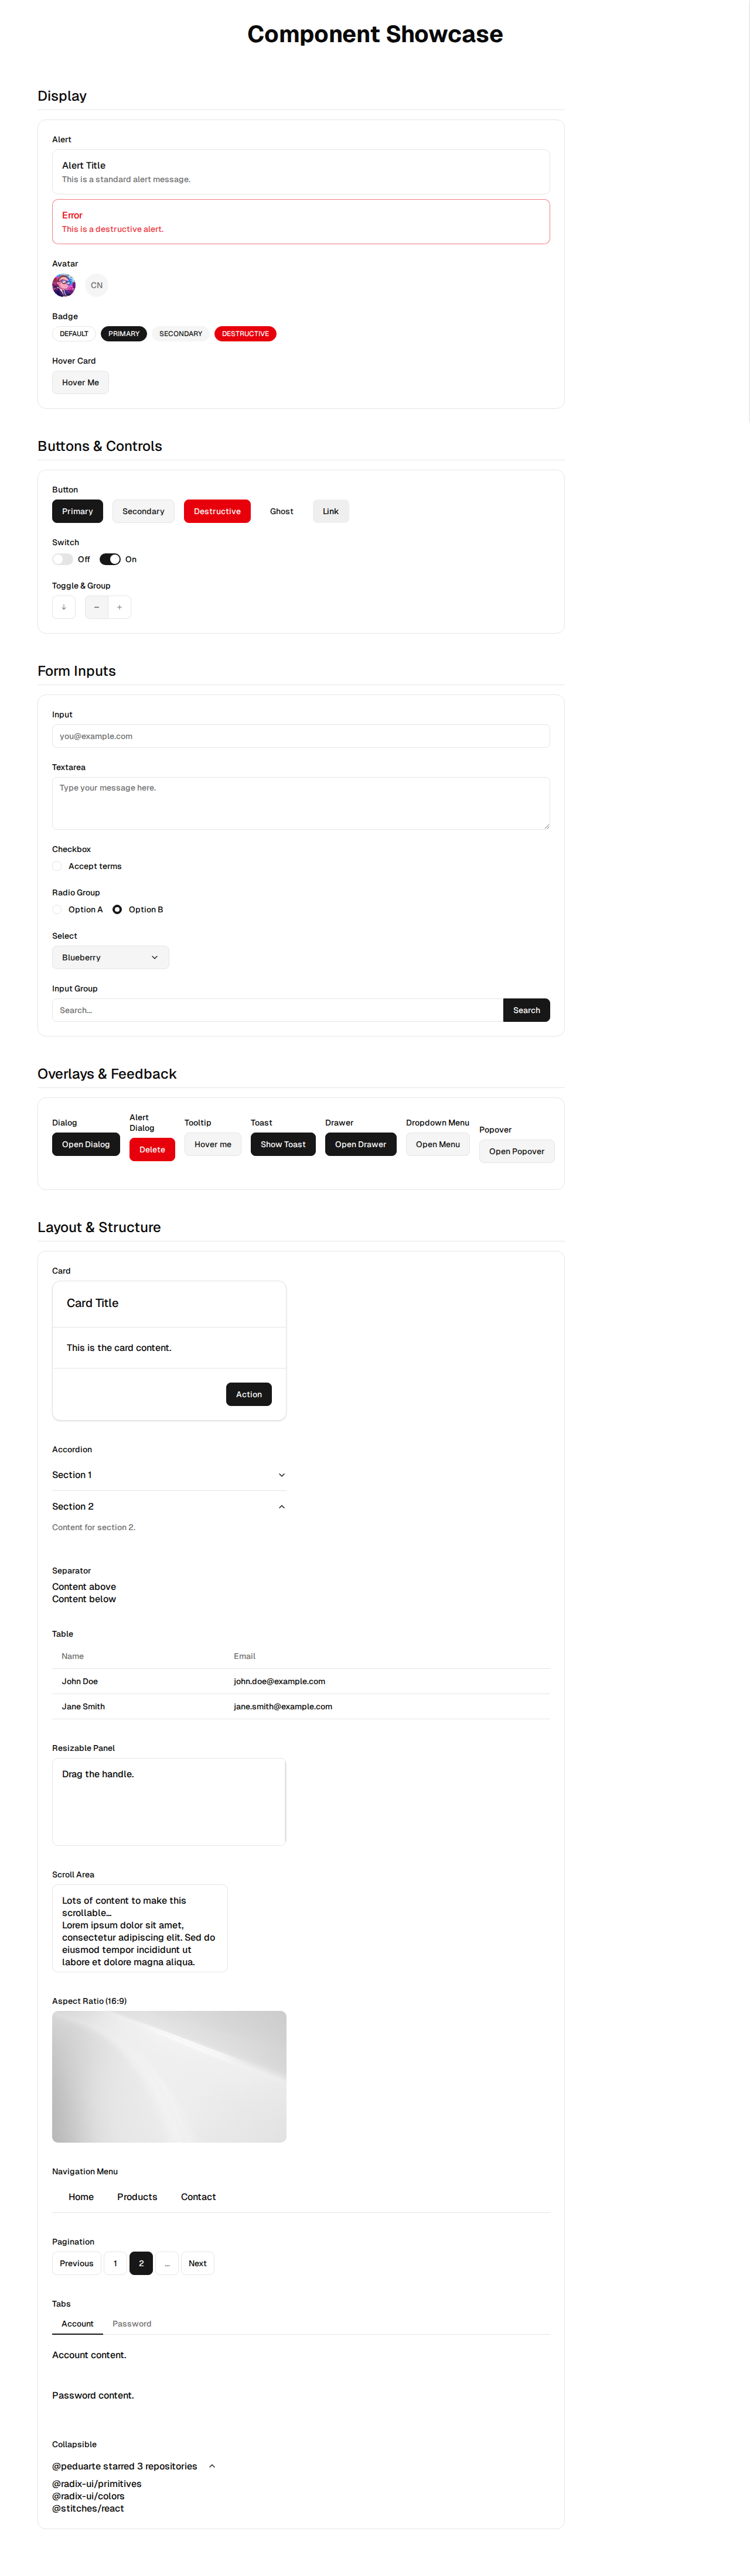 Component Showcase
Display
Alert
Alert Title
This is a standard alert message.
Error
This is a destructive alert.
Avatar
CN
Badge
DEFAULT PRIMARY SECONDARY DESTRUCTIVE
Hover Card
Hover Me
Buttons & Controls
Button
Primary Secondary Destructive Ghost Link
Switch
Off On
Toggle & Group
Form Inputs
Input
you@example.com
Textarea
Type your message here.
Checkbox
Accept terms
Radio Group
Option A Option B
Select
Blueberry
Input Group
Search... Search
Overlays & Feedback
Dialog
Open Dialog
Alert
Dialog
Delete
Tooltip
Hover me
Toast
Show Toast
Drawer
Open Drawer
Dropdown Menu
Open Menu
Popover
Open Popover
Layout & Structure
Card
Card Title
This is the card content.
Action
Accordion
Section 1
Section 2
Content for section 2.
Separator
Content above
Content below
Table
Name Email
John Doe john.doe@example.com
Jane Smith jane.smith@example.com
Resizable Panel
Drag the handle.
Scroll Area
Lots of content to make this
scrollable...
Lorem ipsum dolor sit amet,
consectetur adipiscing elit. Sed do
eiusmod tempor incididunt ut
labore et dolore magna aliqua.
Aspect Ratio (16:9)
Navigation Menu
Home Products Contact
Pagination
Previous 1 2 ... Next
Tabs
Account Password
Account content.
Password content.
Collapsible
@peduarte starred 3 repositories
@radix-ui/primitives
@radix-ui/colors
@stitches/react